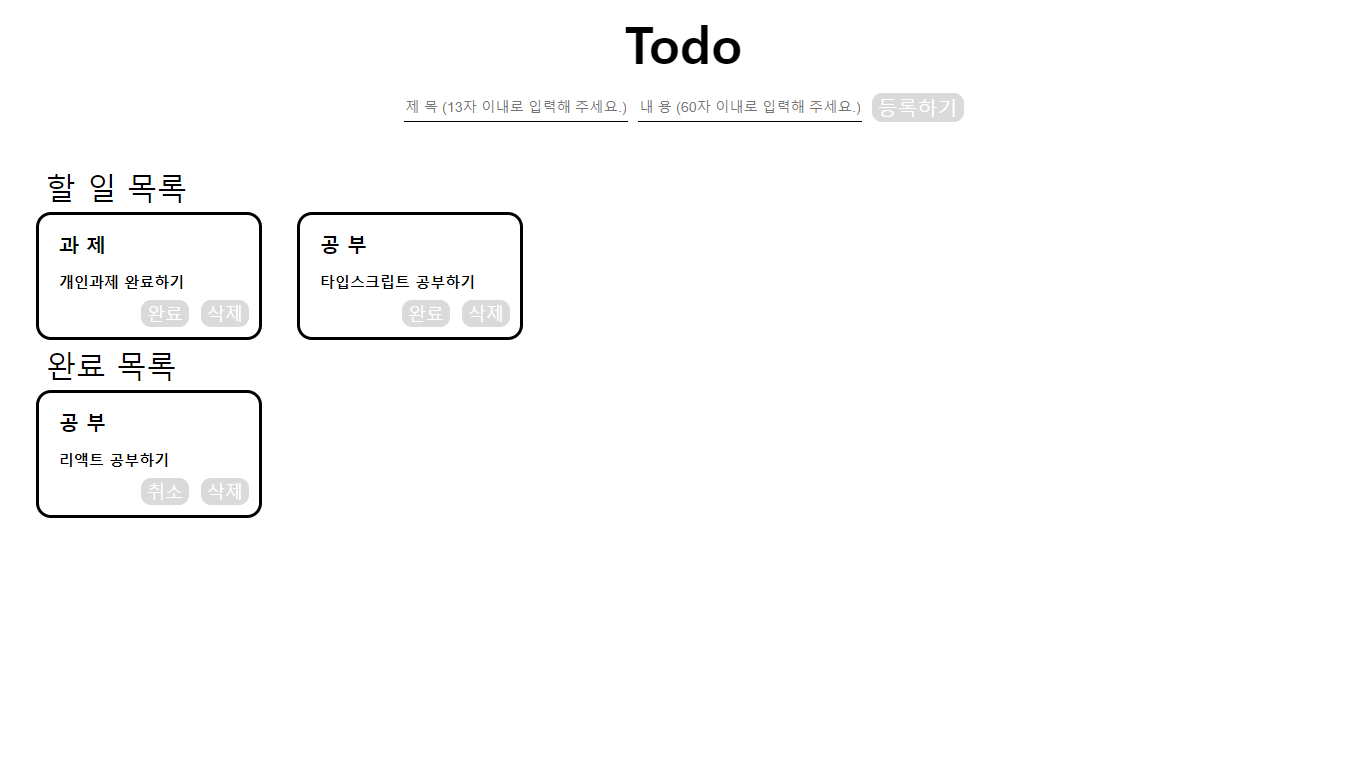 Todo
제 목 (13자 이내로 입력해 주세요.) 내 용 (60자 이내로 입력해 주세요.) 등록하기
할 일 목록
과 제
개인과제 완료하기
완료 삭제
공 부
타입스크립트 공부하기
완료 삭제
완료 목록
공 부
리액트 공부하기
취소 삭제